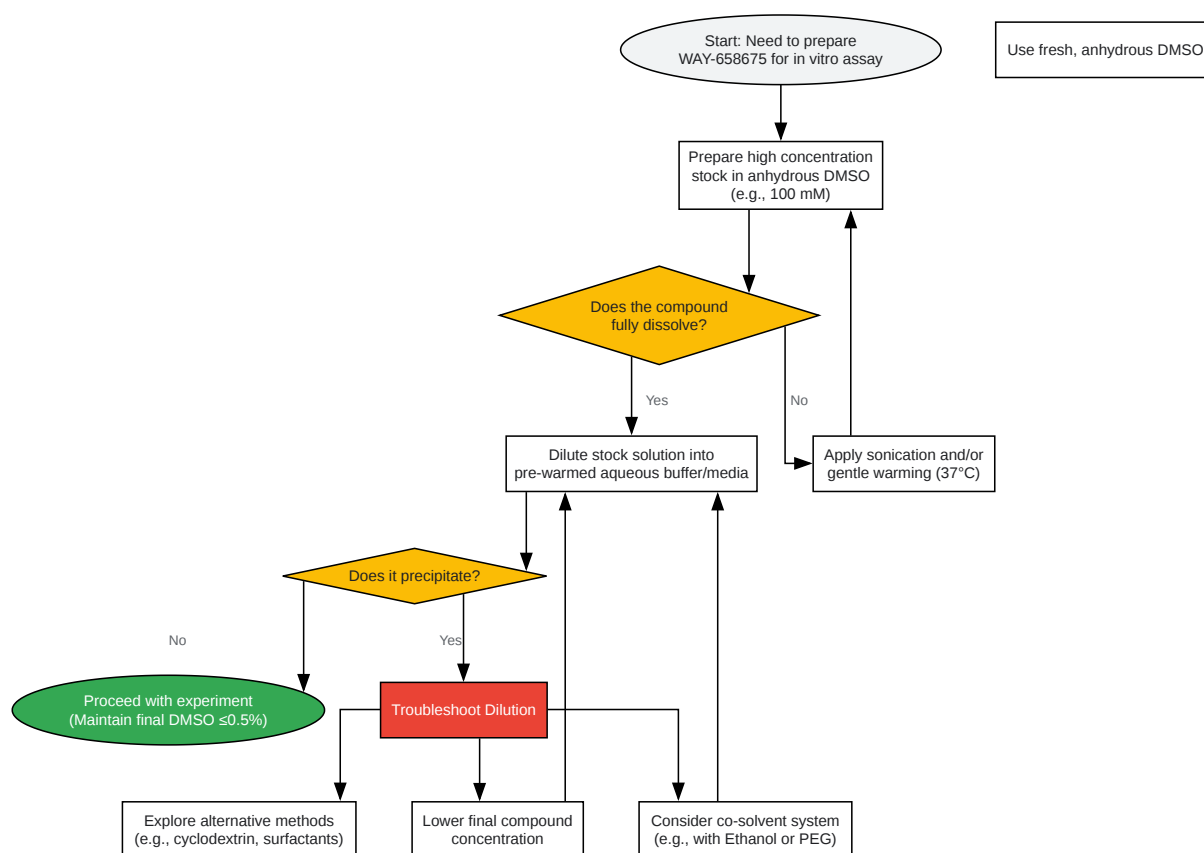 Start: Need to prepare
WAY-658675 for in vitro assay
Use fresh, anhydrous DMSO
Prepare high concentration
stock in anhydrous DMSO
(e.g., 100 mM)
Does the compound
fully dissolve?
Yes
No
Dilute stock solution into
pre-warmed aqueous buffer/media
Apply sonication and/or
gentle warming (37°C)
Does it precipitate?
No
Yes
Proceed with experiment
(Maintain final DMSO ≤0.5%)
Troubleshoot Dilution
Explore alternative methods
(e.g., cyclodextrin, surfactants)
Lower final compound
concentration
Consider co-solvent system
(e.g., with Ethanol or PEG)